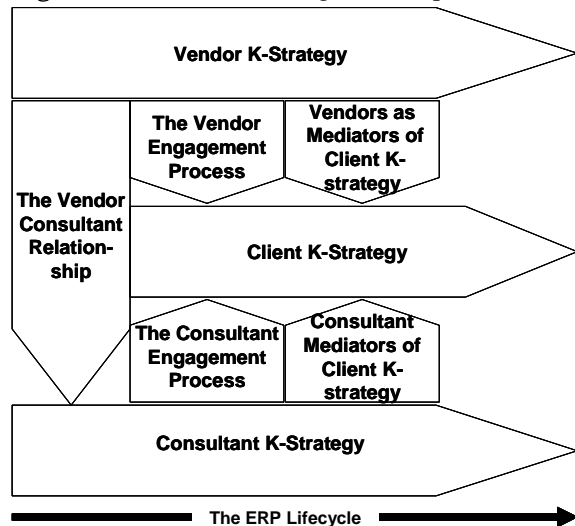 Vendor K-Strategy
The Vendor
Engagement
Process
Vendors as
Mediators of
Client K-
strategy
The Vendor
Consultant
Relation-
ship
Client K-Strategy
The Consultant
Engagement
Process
Consultant
Mediators of
Client K-
strategy
Consultant K-Strategy
The ERP Lifecycle